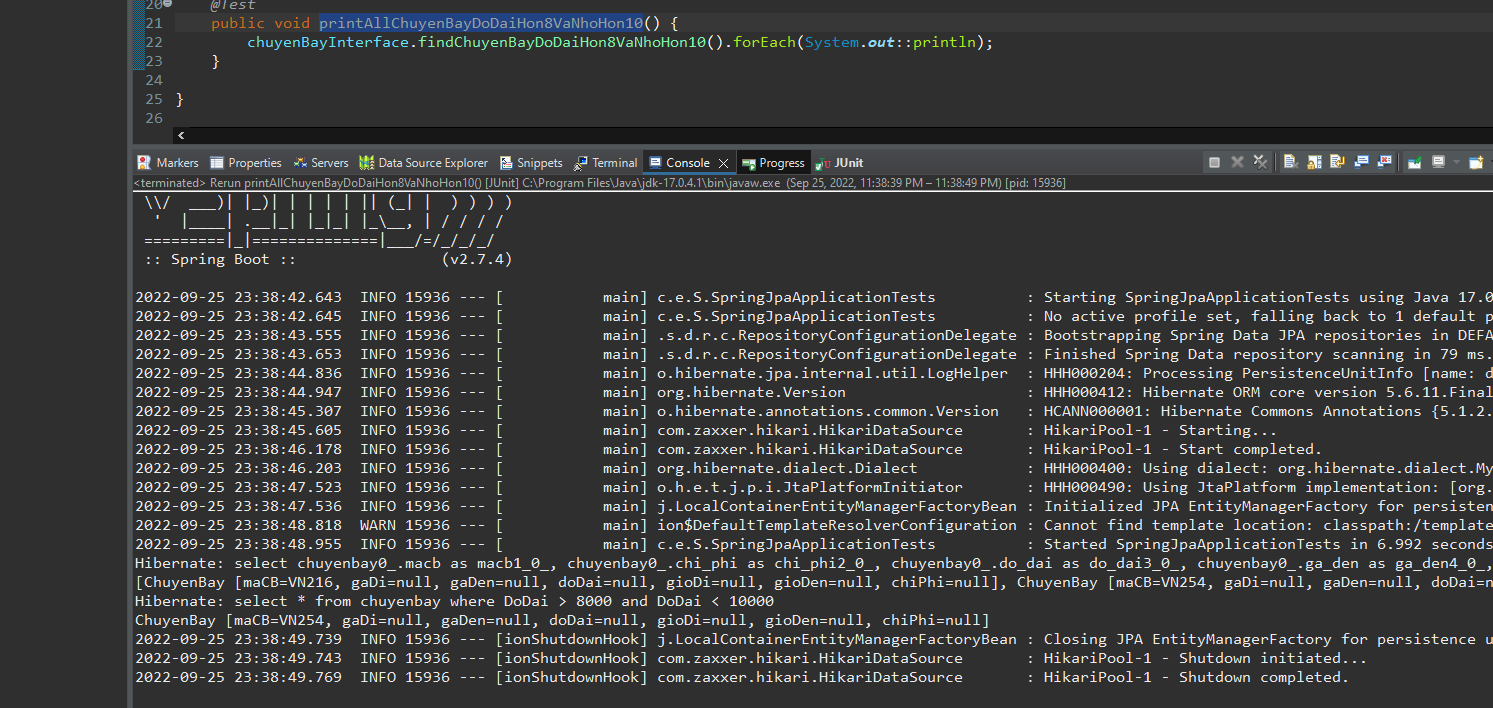 20 @Test
21 public void printAllChuyenBayDoDaiHon8VaNhoHon10() {
22 chuyenBayInterface.findChuyenBayDoDaiHon8VaNhoHon10().forEach(System.out::println);
23 }
24
25 }
26
Markers Properties Servers Data Source Explorer Snippets Terminal Console Progress JUnit
<terminated> Rerun printAllChuyenBayDoDaiHon8VaNhoHon10() [JUnit] C:\Program Files\Java\jdk-17.0.4.1\bin\javaw.exe (Sep 25, 2022, 11:38:39 PM – 11:38:49 PM) [pid: 15936]
\\/  ___)| |_)| | | | | || (_| |  ) ) ) )
'  |____| .__|_| |_|_| |_\__, | / / / /
=========|_|==============|___/=/_/_/_/
:: Spring Boot :: (v2.7.4)
2022-09-25 23:38:42.643 INFO 15936 --- [ main] c.e.S.SpringJpaApplicationTests : Starting SpringJpaApplicationTests using Java 17.0
2022-09-25 23:38:42.645 INFO 15936 --- [ main] c.e.S.SpringJpaApplicationTests : No active profile set, falling back to 1 default p
2022-09-25 23:38:43.555 INFO 15936 --- [ main] .s.d.r.c.RepositoryConfigurationDelegate : Bootstrapping Spring Data JPA repositories in DEFA
2022-09-25 23:38:43.653 INFO 15936 --- [ main] .s.d.r.c.RepositoryConfigurationDelegate : Finished Spring Data repository scanning in 79 ms.
2022-09-25 23:38:44.836 INFO 15936 --- [ main] o.hibernate.jpa.internal.util.LogHelper : HHH000204: Processing PersistenceUnitInfo [name: d
2022-09-25 23:38:44.947 INFO 15936 --- [ main] org.hibernate.Version : HHH000412: Hibernate ORM core version 5.6.11.Final
2022-09-25 23:38:45.307 INFO 15936 --- [ main] o.hibernate.annotations.common.Version : HCANN000001: Hibernate Commons Annotations {5.1.2.
2022-09-25 23:38:45.605 INFO 15936 --- [ main] com.zaxxer.hikari.HikariDataSource : HikariPool-1 - Starting...
2022-09-25 23:38:46.178 INFO 15936 --- [ main] com.zaxxer.hikari.HikariDataSource : HikariPool-1 - Start completed.
2022-09-25 23:38:46.203 INFO 15936 --- [ main] org.hibernate.dialect.Dialect : HHH000400: Using dialect: org.hibernate.dialect.My
2022-09-25 23:38:47.523 INFO 15936 --- [ main] o.h.e.t.j.p.i.JtaPlatformInitiator : HHH000490: Using JtaPlatform implementation: [org.
2022-09-25 23:38:47.536 INFO 15936 --- [ main] j.LocalContainerEntityManagerFactoryBean : Initialized JPA EntityManagerFactory for persisten
2022-09-25 23:38:48.818 WARN 15936 --- [ main] ion$DefaultTemplateResolverConfiguration : Cannot find template location: classpath:/template
2022-09-25 23:38:48.955 INFO 15936 --- [ main] c.e.S.SpringJpaApplicationTests : Started SpringJpaApplicationTests in 6.992 seconds
Hibernate: select chuyenbay0_.macb as macb1_0_, chuyenbay0_.chi_phi as chi_phi2_0_, chuyenbay0_.do_dai as do_dai3_0_, chuyenbay0_.ga_den as ga_den4_0_,
[ChuyenBay [maCB=VN216, gaDi=null, gaDen=null, doDai=null, gioDi=null, gioDen=null, chiPhi=null], ChuyenBay [maCB=VN254, gaDi=null, gaDen=null, doDai=n
Hibernate: select * from chuyenbay where DoDai > 8000 and DoDai < 10000
ChuyenBay [maCB=VN254, gaDi=null, gaDen=null, doDai=null, gioDi=null, gioDen=null, chiPhi=null]
2022-09-25 23:38:49.739 INFO 15936 --- [ionShutdownHook] j.LocalContainerEntityManagerFactoryBean : Closing JPA EntityManagerFactory for persistence u
2022-09-25 23:38:49.743 INFO 15936 --- [ionShutdownHook] com.zaxxer.hikari.HikariDataSource : HikariPool-1 - Shutdown initiated...
2022-09-25 23:38:49.769 INFO 15936 --- [ionShutdownHook] com.zaxxer.hikari.HikariDataSource : HikariPool-1 - Shutdown completed.